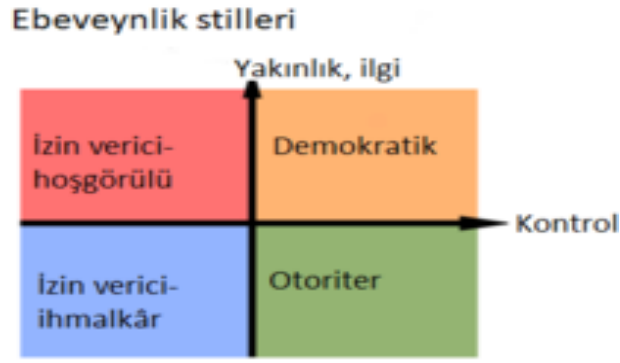 Ebeveynlik stilleri
Yakınlık, ilgi
İzin verici-
hoşgörülü
Demokratik
Kontrol
İzin verici-
ihmalkâr
Otoriter